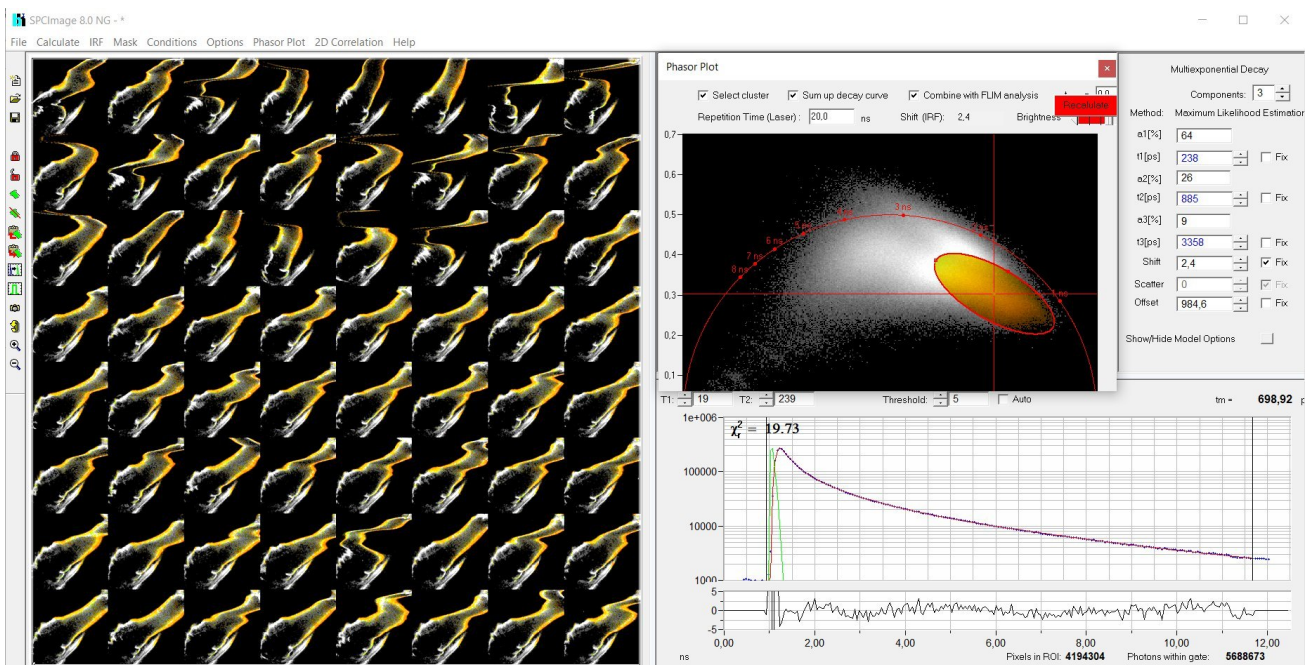 SPCImage 8.0 NG - *
File Calculate IRF Mask Conditions Options Phasor Plot 2D Correlation Help
Phasor Plot
Select cluster Sum up decay curve Combine with FLIM analysis
Recalculate
Repetition Time (Laser) : 20,0 ns Shift (IRF): 2,4 Brightness
0,7
0,6
0,5
0,4
0,3
0,2
0,1
3 ns
6 ns
7 ns
8 ns
Multiexponential Decay
Components: 3
Method: Maximum Likelihood Estimation
a1[%] 64
t1[ps] 238 Fix
a2[%] 26
t2[ps] 885 Fix
a3[%] 9
t3[ps] 3358 Fix
Shift 2,4 Fix
Scatter 0 Fix
Offset 984,6 Fix
Show/Hide Model Options
T1: 19 T2: 239 Threshold: 5 Auto tm - 698,92 p
1e+006
χr² = 19.73
100000
10000
1000
5
0
-5
0,00 2,00 4,00 6,00 8,00 10,00 12,00
ns Pixels in ROI: 4194304 Photons within gate: 5688673